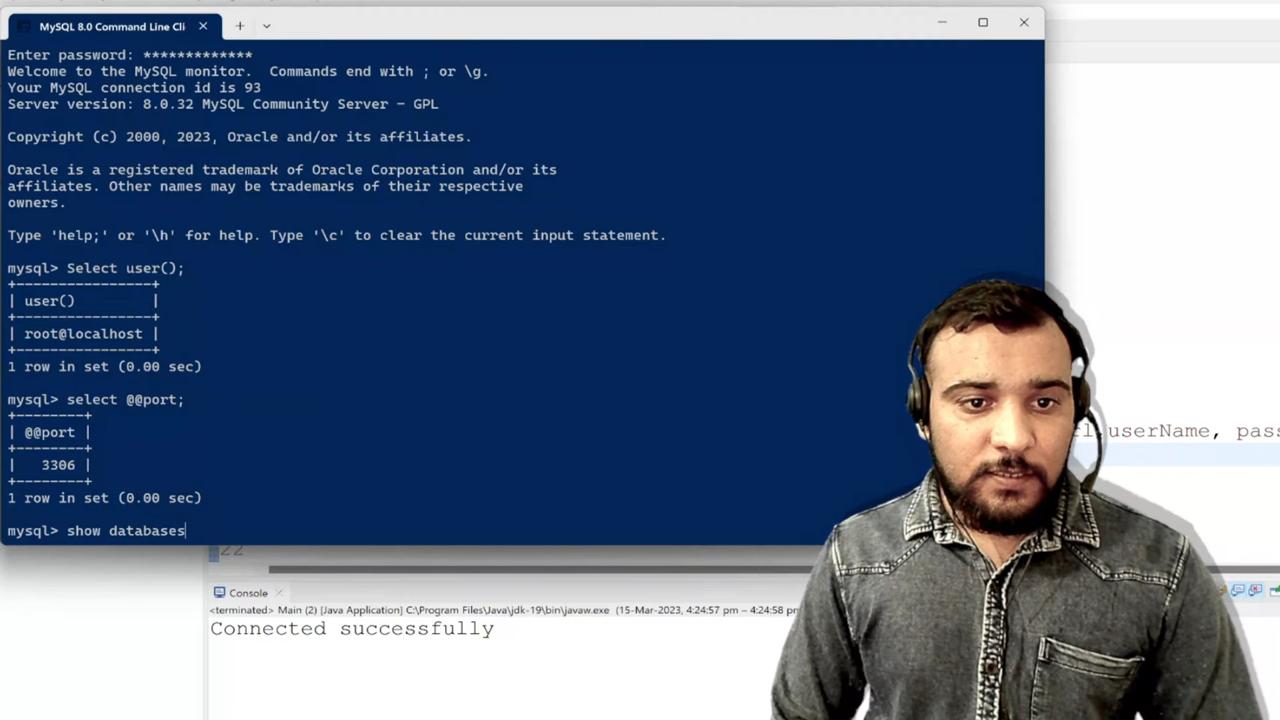 MySQL 8.0 Command Line Cli
Enter password: *************
Welcome to the MySQL monitor.  Commands end with ; or \g.
Your MySQL connection id is 93
Server version: 8.0.32 MySQL Community Server - GPL
Copyright (c) 2000, 2023, Oracle and/or its affiliates.
Oracle is a registered trademark of Oracle Corporation and/or its
affiliates. Other names may be trademarks of their respective
owners.
Type 'help;' or '\h' for help. Type '\c' to clear the current input statement.
mysql> Select user();
+----------------+
| user()         |
+----------------+
| root@localhost |
+----------------+
1 row in set (0.00 sec)
mysql> select @@port;
+--------+
| @@port |
+--------+
|   3306 |
+--------+
1 row in set (0.00 sec)
mysql> show databases
userName, pass
22
Console
<terminated> Main (2) [Java Application] C:\Program Files\Java\jdk-19\bin\javaw.exe (15-Mar-2023, 4:24:57 pm – 4:24:58 pm
Connected successfully